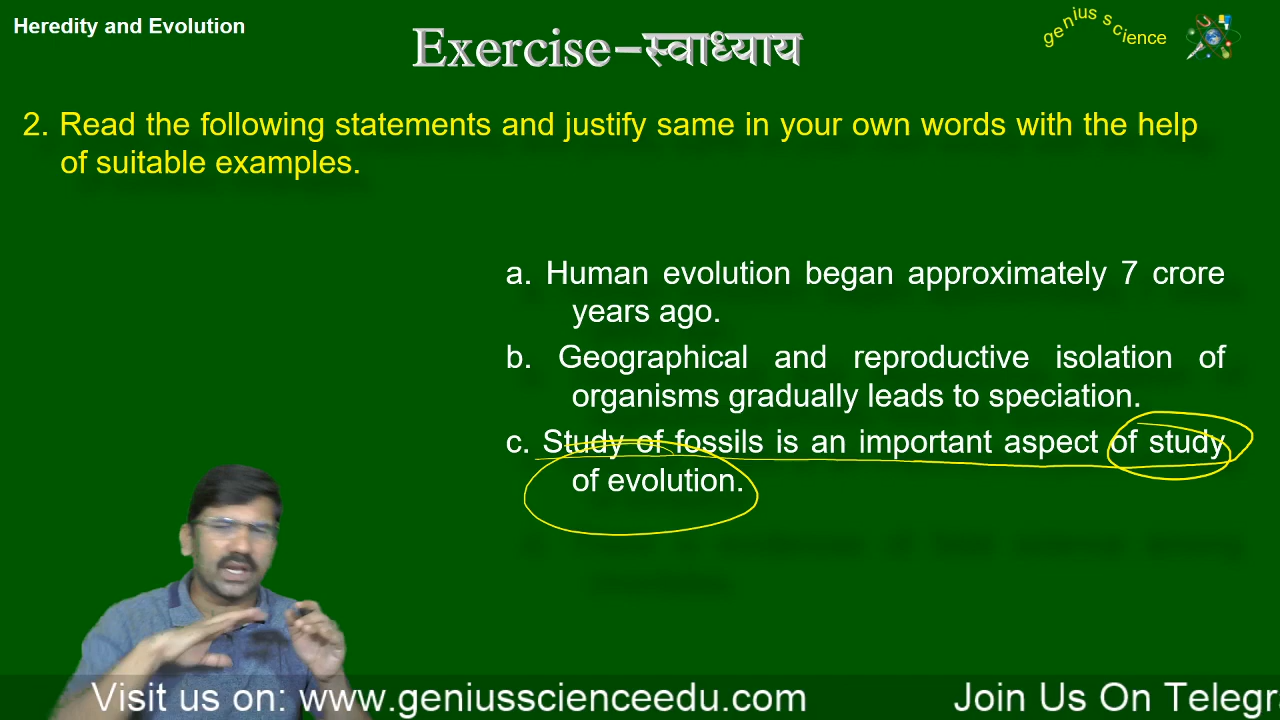 Heredity and Evolution
Exercise-स्वाध्याय
genius science
2. Read the following statements and justify same in your own words with the help
of suitable examples.
a. Human evolution began approximately 7 crore
years ago.
b. Geographical and reproductive isolation of
organisms gradually leads to speciation.
c. Study of fossils is an important aspect of study
of evolution.
Visit us on: www.geniusscienceedu.com
Join Us On Telegr